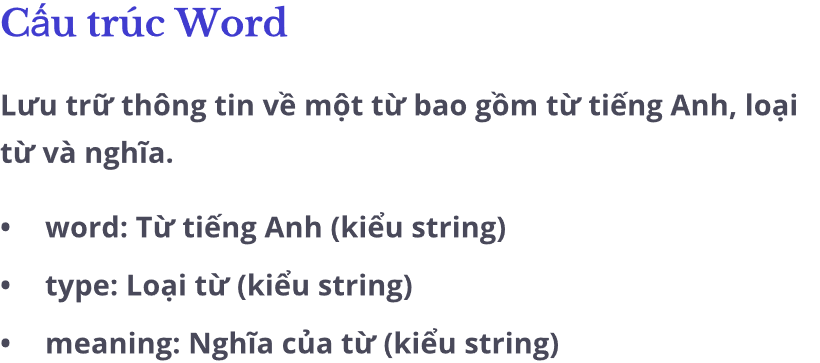 Cấu trúc Word
Lưu trữ thông tin về một từ bao gồm từ tiếng Anh, loại
từ và nghĩa.
• word: Từ tiếng Anh (kiểu string)
• type: Loại từ (kiểu string)
• meaning: Nghĩa của từ (kiểu string)